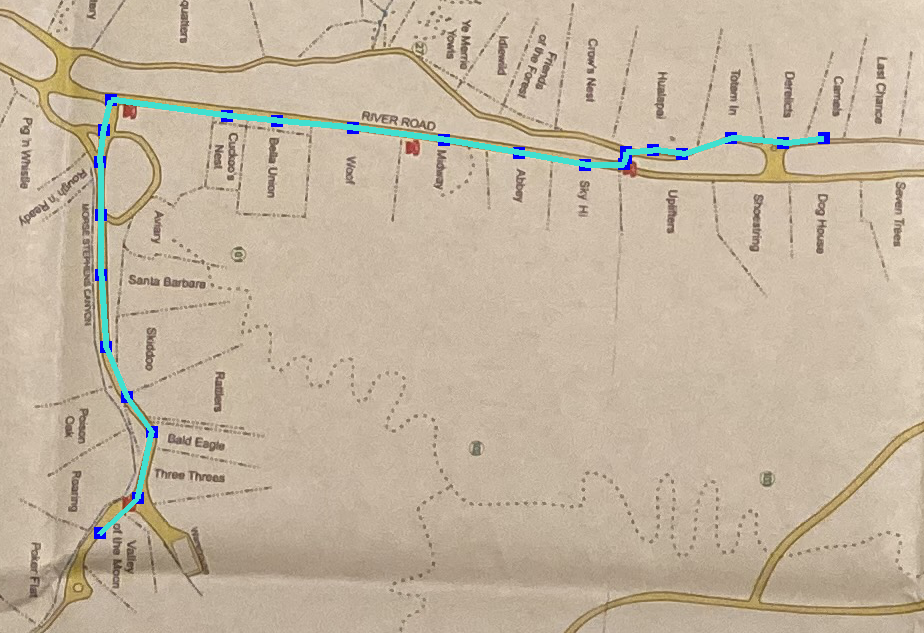 quatters
Ye Merrie
Yowls
Idlewild
Friends
of the Forest
Crow's Nest
Hualapai
Totem In
Derelicts
Camels
Last Chance
27
RIVER ROAD
Pig 'n Whistle
Rough 'n Ready
Cuckoo's
Nest
Bella Union
Woof
Midway
Abbey
Sky Hi
Uplifters
Shoestring
Dog House
Seven Trees
Aviary
MORSE STEPHENS CANYON
Santa Barbara
Skiddoo
Rattlers
Poison
Oak
Bald Eagle
Three Threes
Roaring
Valley
of the Moon
Poker Flat